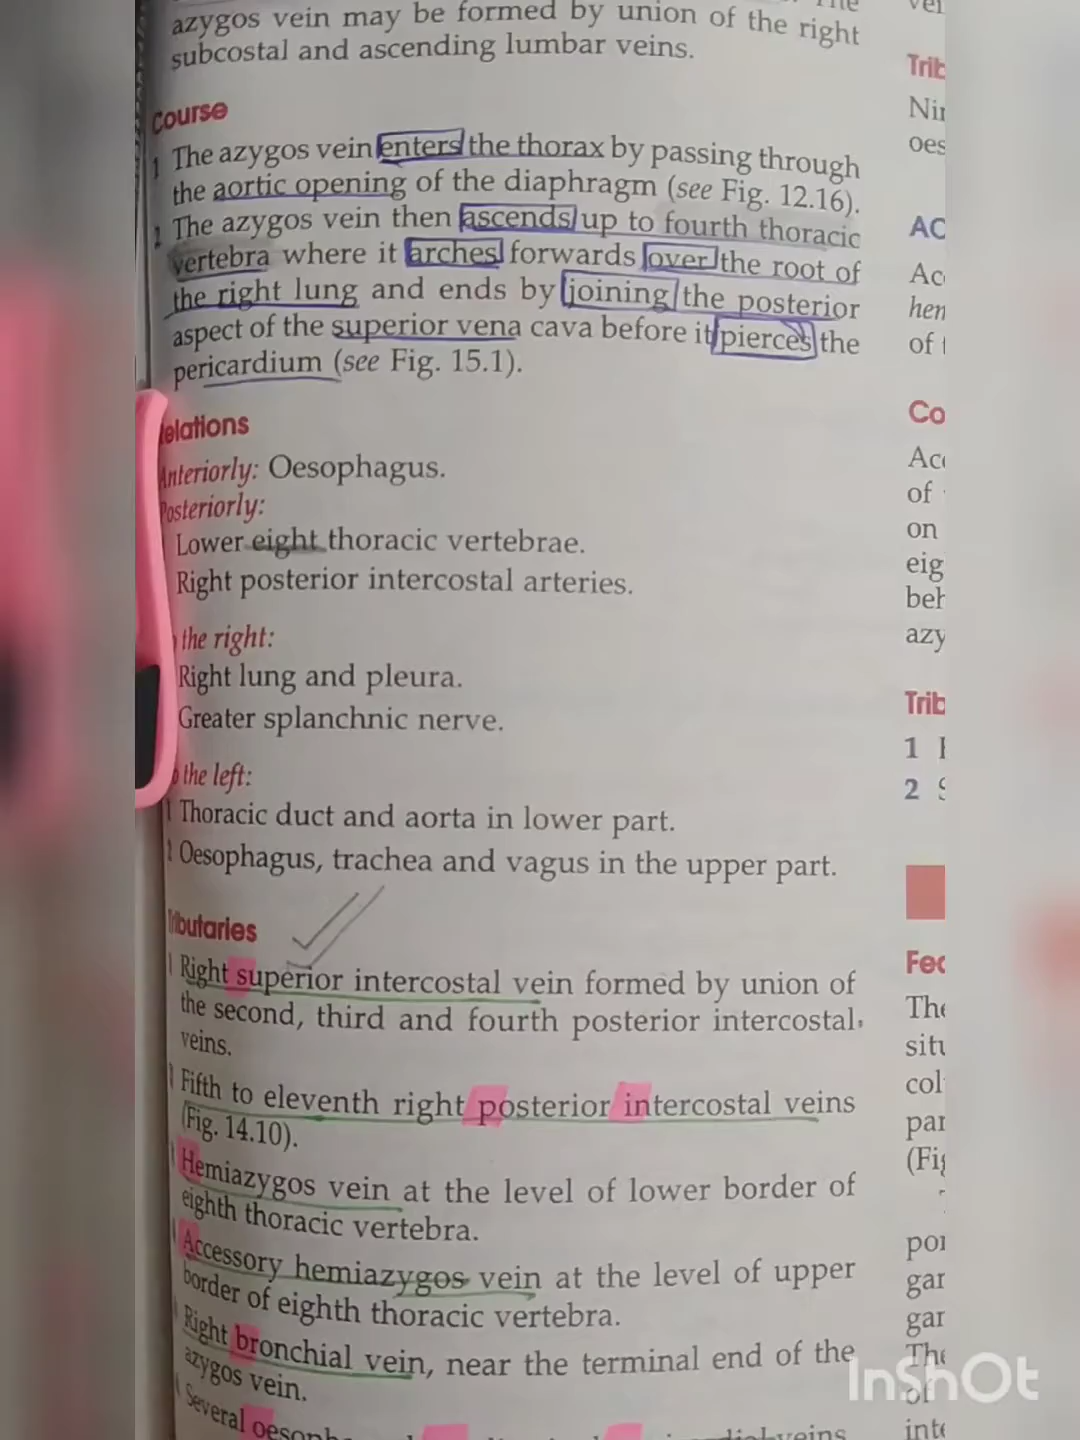 azygos vein may be formed by union of the right
subcostal and ascending lumbar veins.
Course
1 The azygos vein enters the thorax by passing through
the aortic opening of the diaphragm (see Fig. 12.16).
2 The azygos vein then ascends up to fourth thoracic
vertebra where it arches forwards over the root of
the right lung and ends by joining the posterior
aspect of the superior vena cava before it pierces the
pericardium (see Fig. 15.1).
elations
Anteriorly: Oesophagus.
Posteriorly:
Lower eight thoracic vertebrae.
Right posterior intercostal arteries.
the right:
Right lung and pleura.
Greater splanchnic nerve.
the left:
Thoracic duct and aorta in lower part.
Oesophagus, trachea and vagus in the upper part.
Tributaries
Right superior intercostal vein formed by union of
the second, third and fourth posterior intercostal
veins.
Fifth to eleventh right posterior intercostal veins
(Fig. 14.10).
Hemiazygos vein at the level of lower border of
eighth thoracic vertebra.
Accessory hemiazygos vein at the level of upper
border of eighth thoracic vertebra.
Right bronchial vein, near the terminal end of the
azygos vein.
Several
veins
Trib
Nin
oes
AC
Ac
hem
of
Co
Ac
of
on
eig
beh
azy
Trib
1
2
Fea
The
situ
col
par
(Fig
por
gar
gar
The
of
inte
InShOt